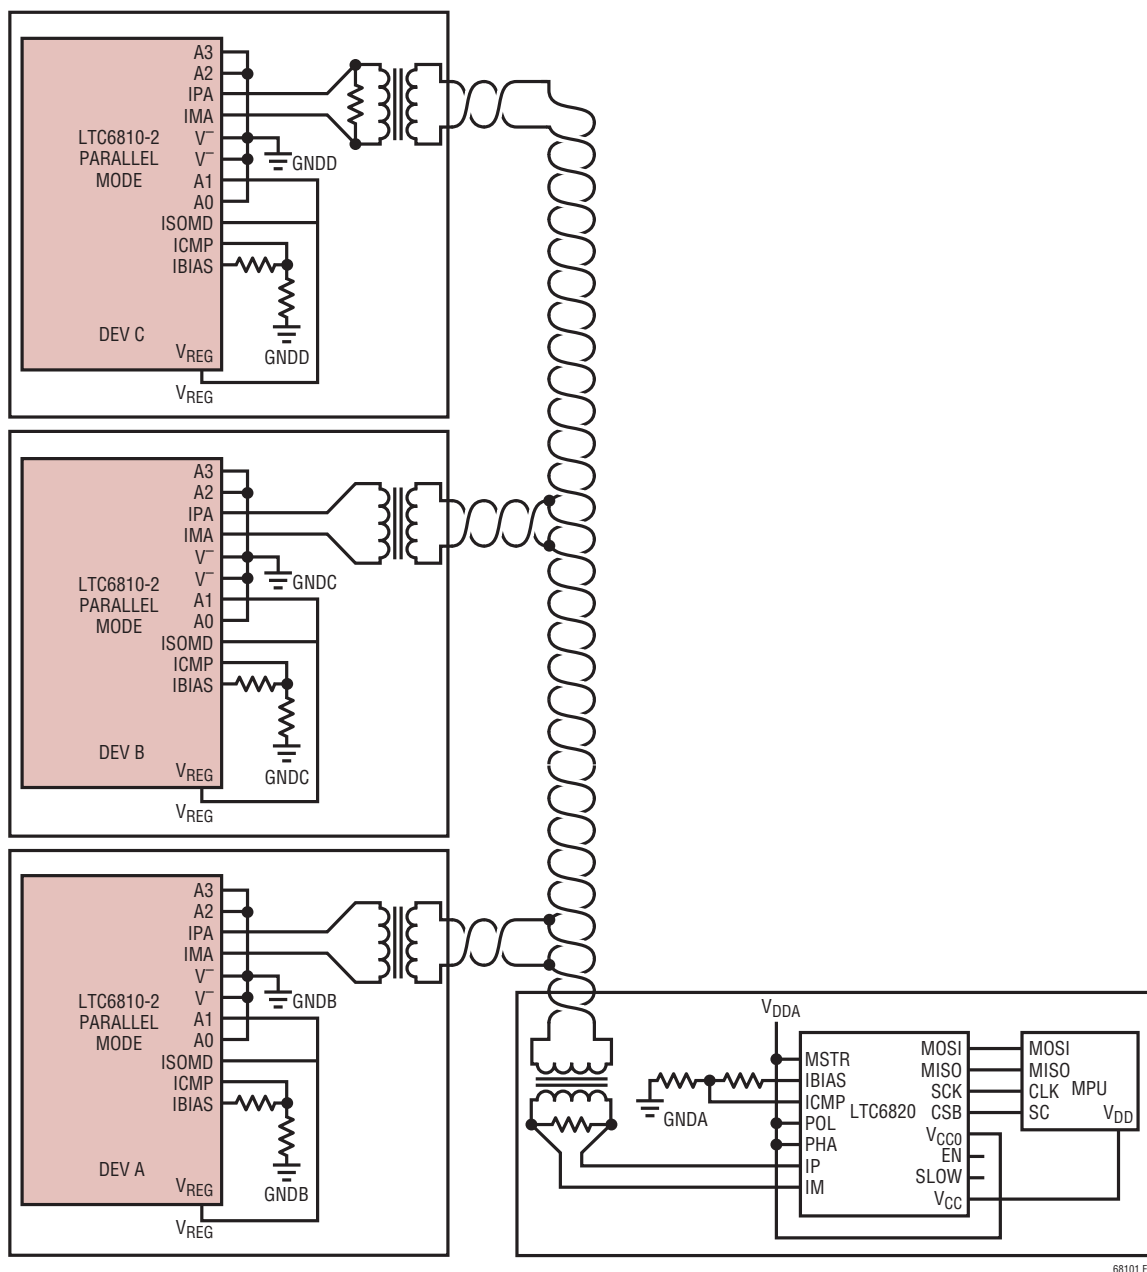 A3
A2
IPA
IMA
V–
V–
A1
A0
ISOMD
ICMP
IBIAS
LTC6810-2
PARALLEL
MODE
DEV C
VREG
VREG
GNDD
GNDD
A3
A2
IPA
IMA
V–
V–
A1
A0
ISOMD
ICMP
IBIAS
LTC6810-2
PARALLEL
MODE
DEV B
VREG
VREG
GNDC
GNDC
A3
A2
IPA
IMA
V–
V–
A1
A0
ISOMD
ICMP
IBIAS
LTC6810-2
PARALLEL
MODE
DEV A
VREG
VREG
GNDB
GNDB
VDDA
GNDA
MSTR
IBIAS
ICMP
POL
PHA
IP
IM
LTC6820
MOSI
MISO
SCK
CSB
VCC0
EN
SLOW
VCC
MOSI
MISO
CLK
SC
MPU
VDD